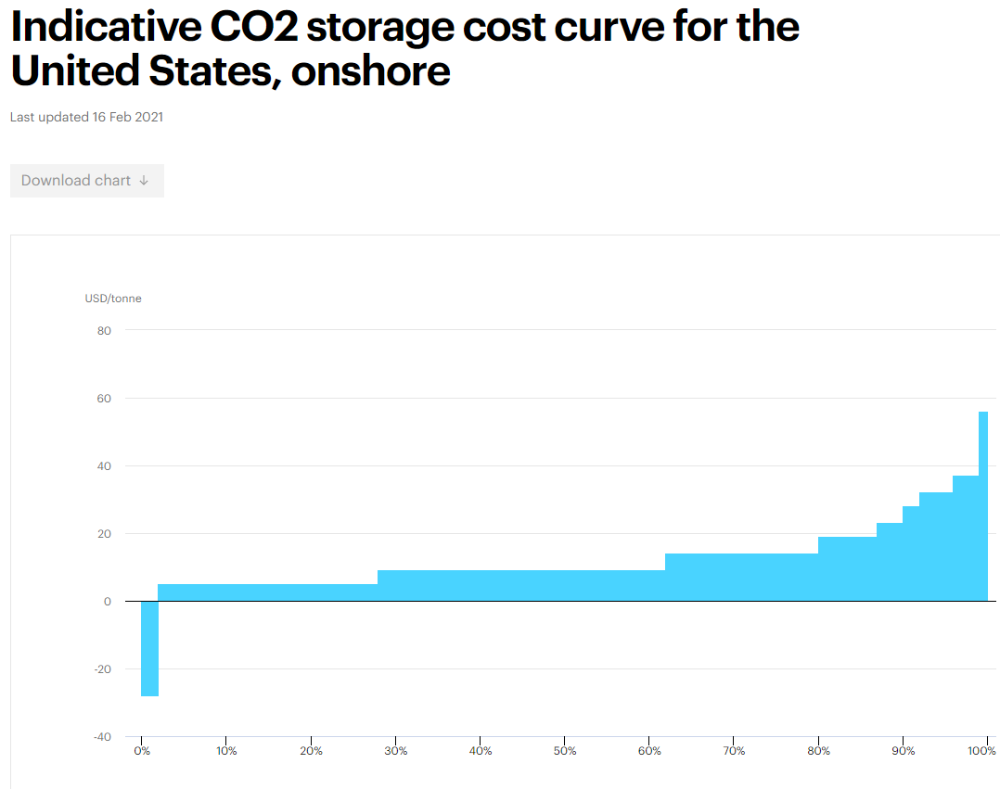 Indicative CO2 storage cost curve for the
United States, onshore
Last updated 16 Feb 2021
Download chart ↓
USD/tonne
80
60
40
20
0
-20
-40
0% 10% 20% 30% 40% 50% 60% 70% 80% 90% 100%